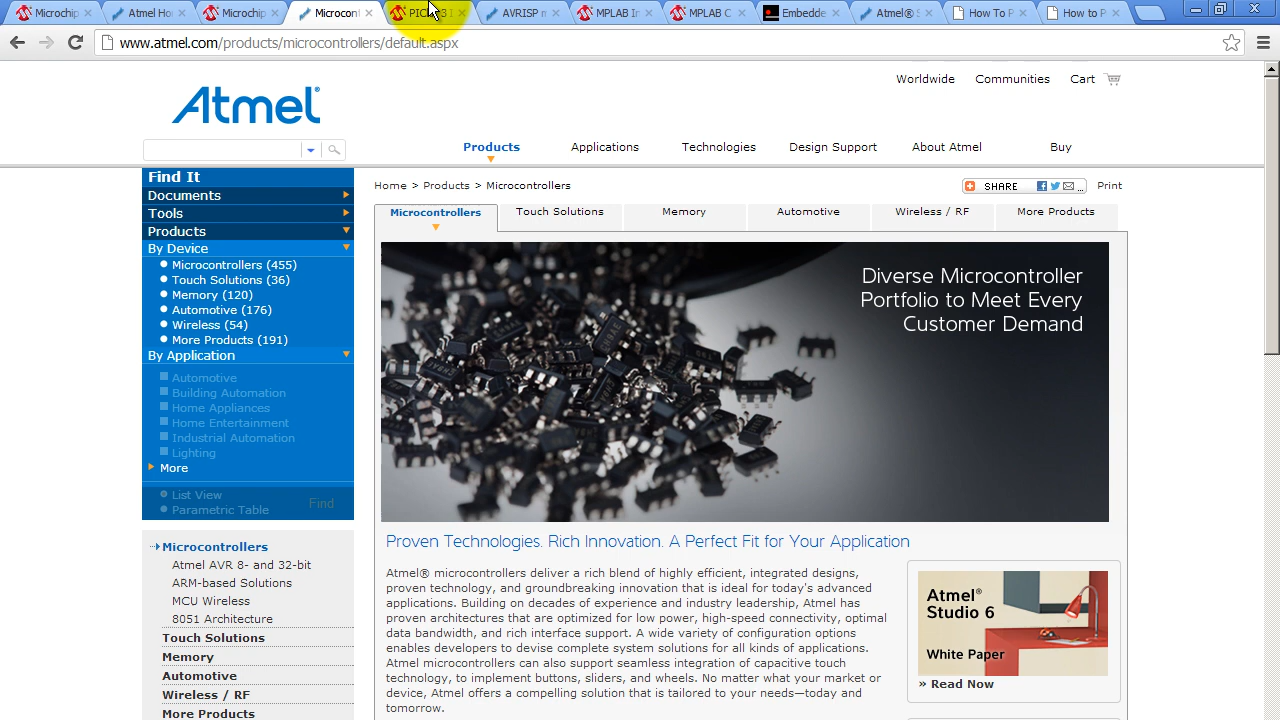 Microchip
Atmel Ho
Microchip
Microcon
PIC
AVRISP
MPLAB In
MPLAB C
Embedde
Atmel® S
How To P
How to P
www.atmel.com/products/microcontrollers/default.aspx
Atmel®
Worldwide Communities Cart
Products Applications Technologies Design Support About Atmel Buy
Find It
Documents
Tools
Products
By Device
Microcontrollers (455)
Touch Solutions (36)
Memory (120)
Automotive (176)
Wireless (54)
More Products (191)
By Application
Automotive
Building Automation
Home Appliances
Home Entertainment
Industrial Automation
Lighting
More
List View
Parametric Table
Find
Microcontrollers
Atmel AVR 8- and 32-bit
ARM-based Solutions
MCU Wireless
8051 Architecture
Touch Solutions
Memory
Automotive
Wireless / RF
More Products
Home > Products > Microcontrollers
SHARE ... Print
Microcontrollers Touch Solutions Memory Automotive Wireless / RF More Products
Diverse Microcontroller
Portfolio to Meet Every
Customer Demand
Proven Technologies. Rich Innovation. A Perfect Fit for Your Application
Atmel® microcontrollers deliver a rich blend of highly efficient, integrated designs,
proven technology, and groundbreaking innovation that is ideal for today's advanced
applications. Building on decades of experience and industry leadership, Atmel has
proven architectures that are optimized for low power, high-speed connectivity, optimal
data bandwidth, and rich interface support. A wide variety of configuration options
enables developers to devise complete system solutions for all kinds of applications.
Atmel microcontrollers can also support seamless integration of capacitive touch
technology, to implement buttons, sliders, and wheels. No matter what your market or
device, Atmel offers a compelling solution that is tailored to your needs—today and
tomorrow.
Atmel®
Studio 6
White Paper
» Read Now